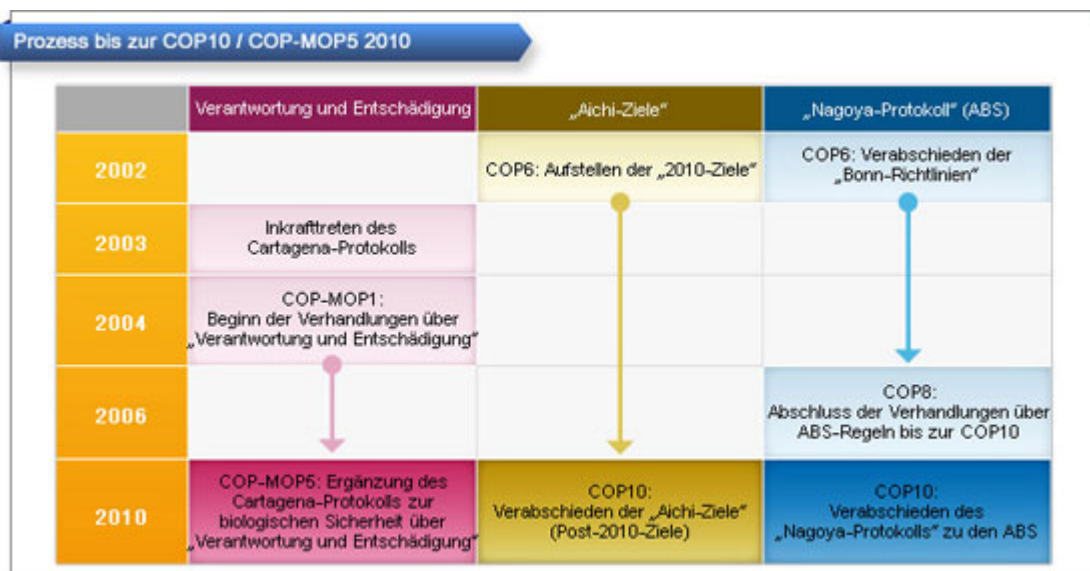 Prozess bis zur COP10 / COP-MOP5 2010
Verantwortung und Entschädigung
„Aichi-Ziele“
„Nagoya-Protokoll“ (ABS)
2002
COP6: Aufstellen der „2010-Ziele“
COP6: Verabschieden der
„Bonn-Richtlinien“
2003
Inkrafttreten des
Cartagena-Protokolls
2004
COP-MOP1:
Beginn der Verhandlungen über
„Verantwortung und Entschädigung“
2006
COP8:
Abschluss der Verhandlungen über
ABS-Regeln bis zur COP10
2010
COP-MOP5: Ergänzung des
Cartagena-Protokolls zur
biologischen Sicherheit über
„Verantwortung und Entschädigung“
COP10:
Verabschieden der „Aichi-Ziele“
(Post-2010-Ziele)
COP10:
Verabschieden des
„Nagoya-Protokolls“ zu den ABS